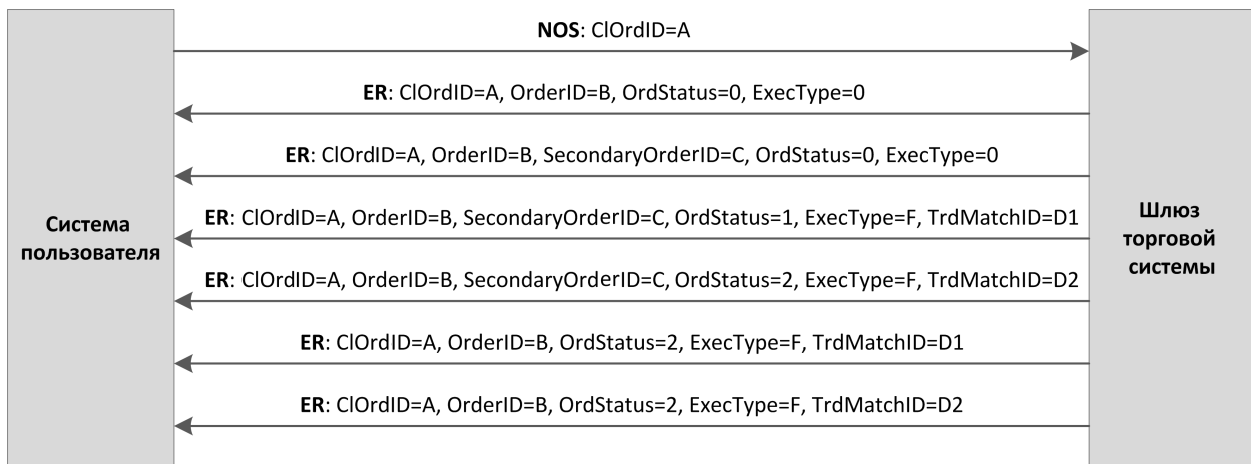 NOS: ClOrdID=A
ER: ClOrdID=A, OrderID=B, OrdStatus=0, ExecType=0
ER: ClOrdID=A, OrderID=B, SecondaryOrderID=C, OrdStatus=0, ExecType=0
ER: ClOrdID=A, OrderID=B, SecondaryOrderID=C, OrdStatus=1, ExecType=F, TrdMatchID=D1
ER: ClOrdID=A, OrderID=B, SecondaryOrderID=C, OrdStatus=2, ExecType=F, TrdMatchID=D2
ER: ClOrdID=A, OrderID=B, OrdStatus=2, ExecType=F, TrdMatchID=D1
ER: ClOrdID=A, OrderID=B, OrdStatus=2, ExecType=F, TrdMatchID=D2
Система
пользователя
Шлюз
торговой
системы